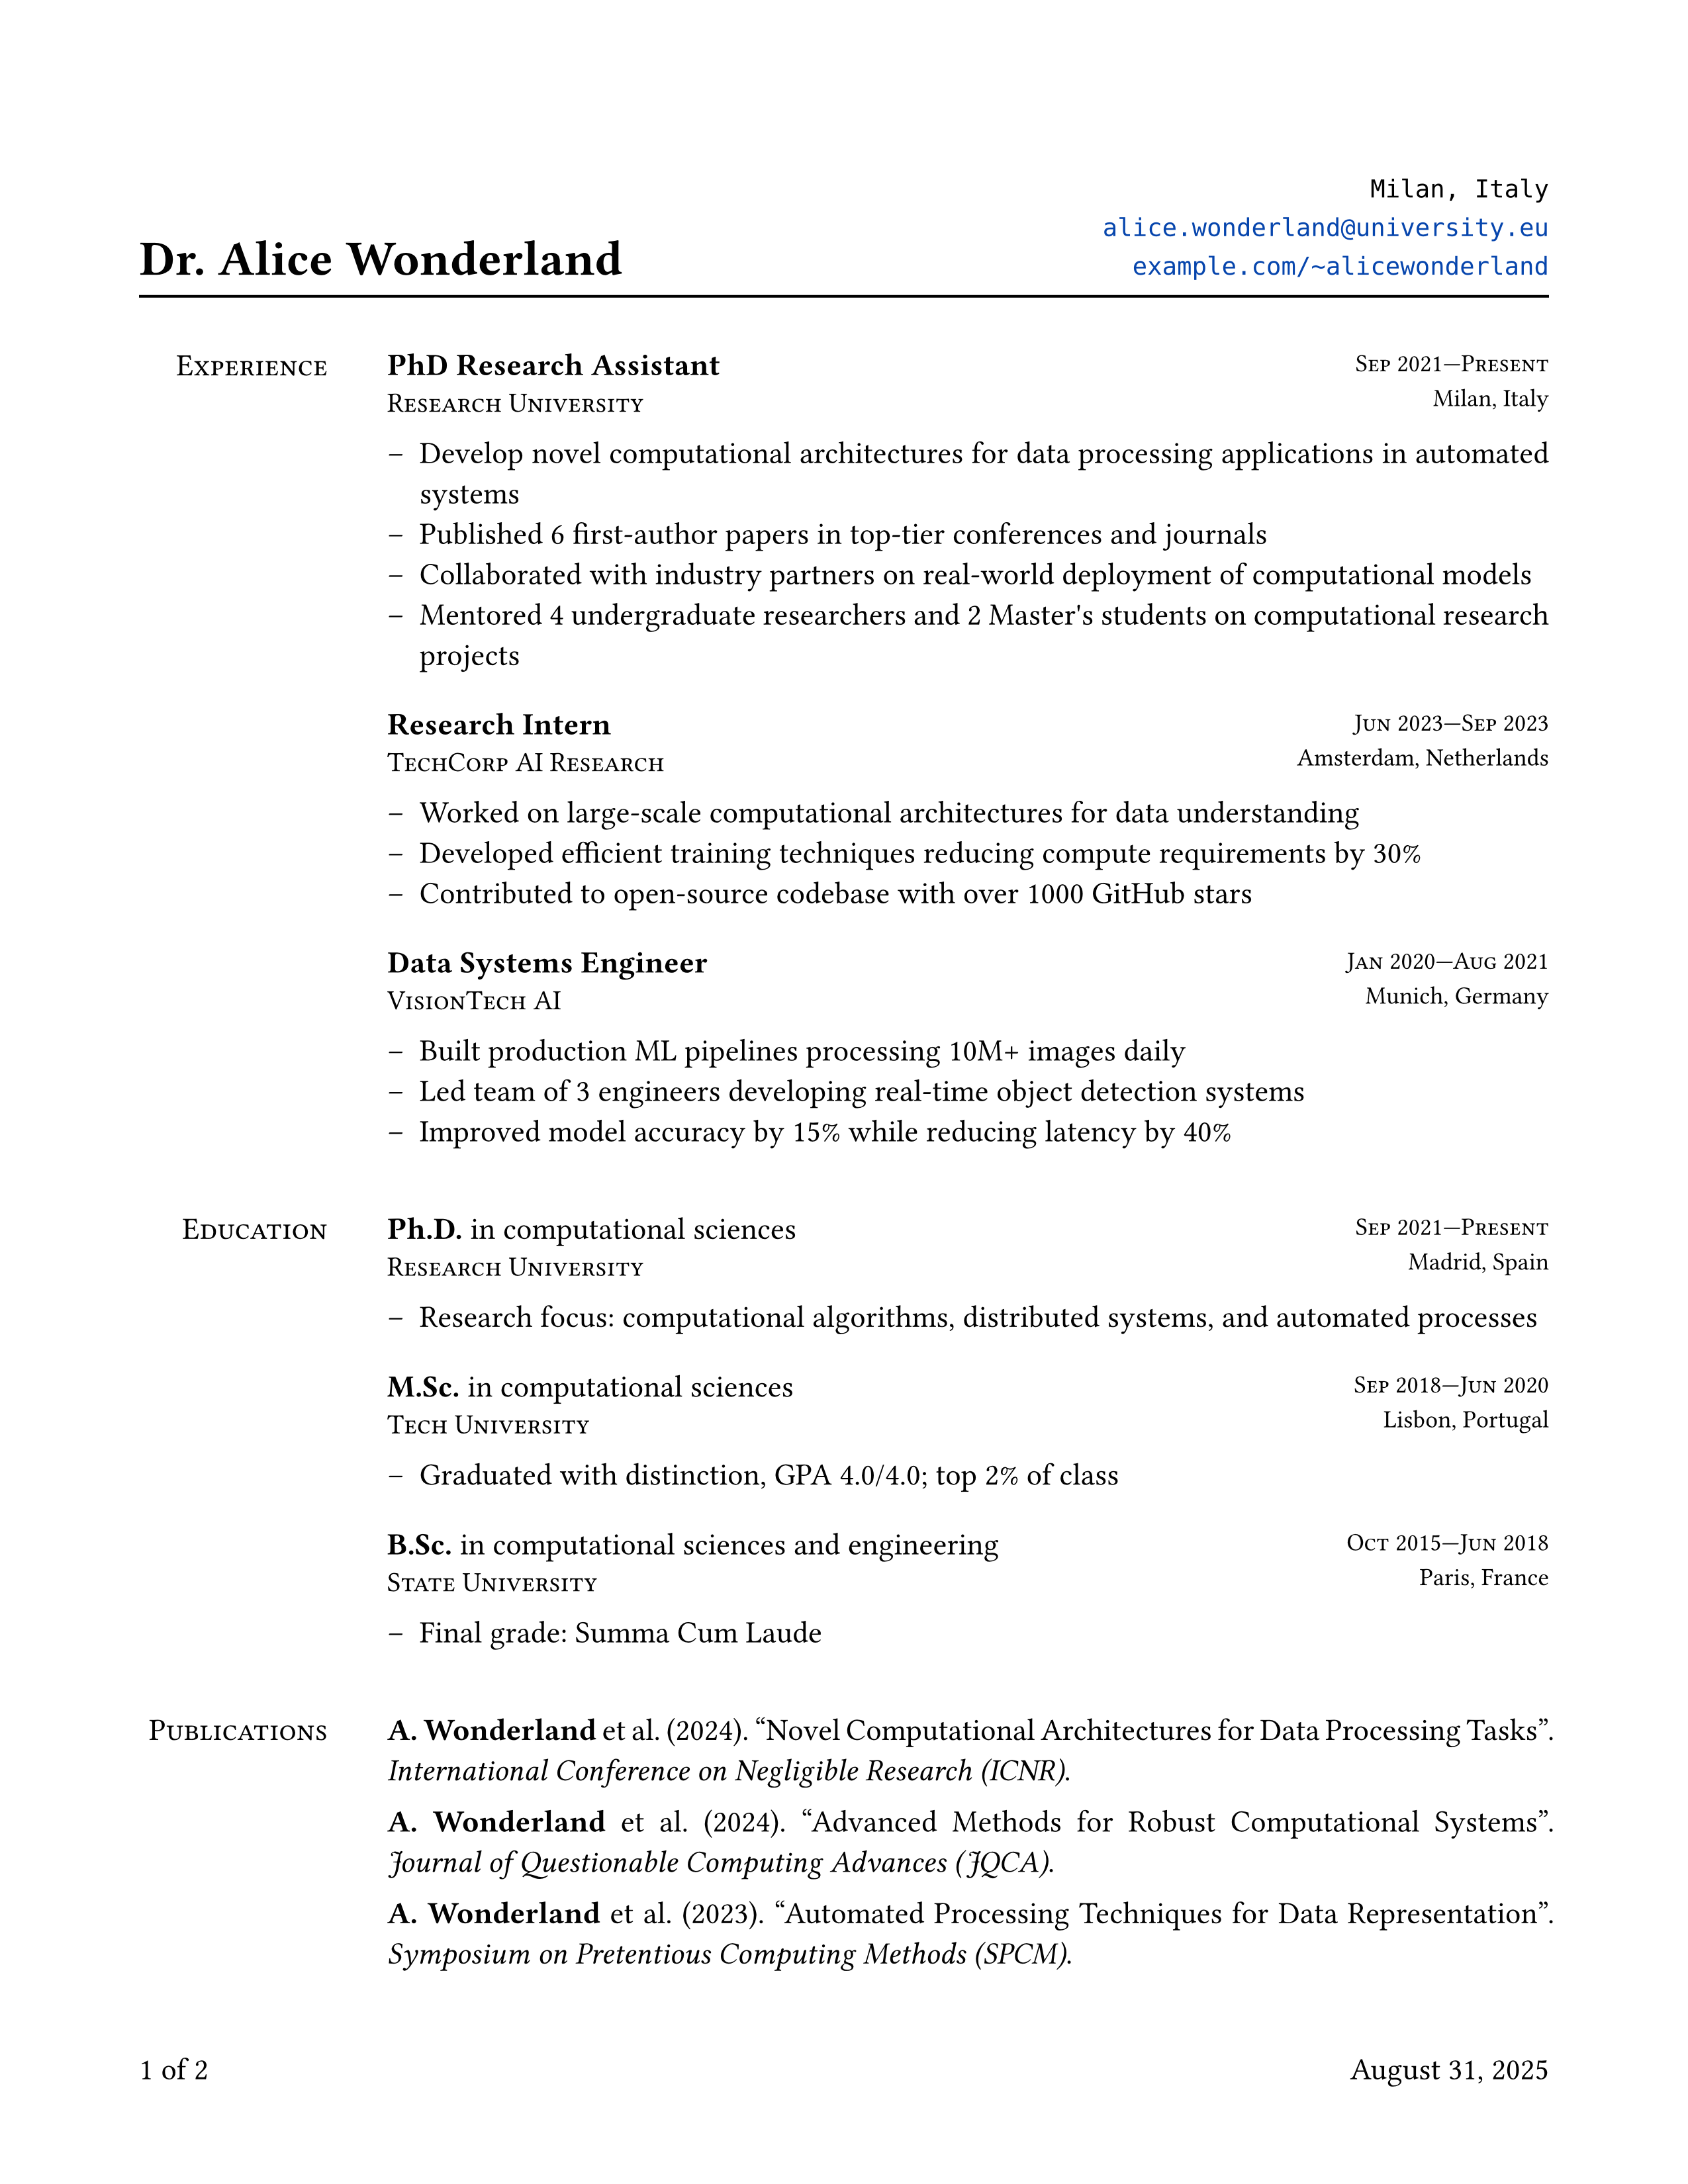 Milan, Italy
alice.wonderland@university.eu
Dr. Alice Wonderland
example.com/~alicewonderland
Experience
PhD Research Assistant
Sep 2021—Present
Research University
Milan, Italy
– Develop novel computational architectures for data processing applications in automated
systems
– Published 6 first-author papers in top-tier conferences and journals
– Collaborated with industry partners on real-world deployment of computational models
– Mentored 4 undergraduate researchers and 2 Master's students on computational research
projects
Research Intern
Jun 2023—Sep 2023
TechCorp AI Research
Amsterdam, Netherlands
– Worked on large-scale computational architectures for data understanding
– Developed efficient training techniques reducing compute requirements by 30%
– Contributed to open-source codebase with over 1000 GitHub stars
Data Systems Engineer
Jan 2020—Aug 2021
VisionTech AI
Munich, Germany
– Built production ML pipelines processing 10M+ images daily
– Led team of 3 engineers developing real-time object detection systems
– Improved model accuracy by 15% while reducing latency by 40%
Education
Ph.D. in computational sciences
Sep 2021—Present
Research University
Madrid, Spain
– Research focus: computational algorithms, distributed systems, and automated processes
M.Sc. in computational sciences
Sep 2018—Jun 2020
Tech University
Lisbon, Portugal
– Graduated with distinction, GPA 4.0/4.0; top 2% of class
B.Sc. in computational sciences and engineering
Oct 2015—Jun 2018
State University
Paris, France
– Final grade: Summa Cum Laude
Publications
A. Wonderland et al. (2024). “Novel Computational Architectures for Data Processing Tasks”.
International Conference on Negligible Research (ICNR).
A. Wonderland et al. (2024). “Advanced Methods for Robust Computational Systems”.
Journal of Questionable Computing Advances (JQCA).
A. Wonderland et al. (2023). “Automated Processing Techniques for Data Representation”.
Symposium on Pretentious Computing Methods (SPCM).
1 of 2
August 31, 2025